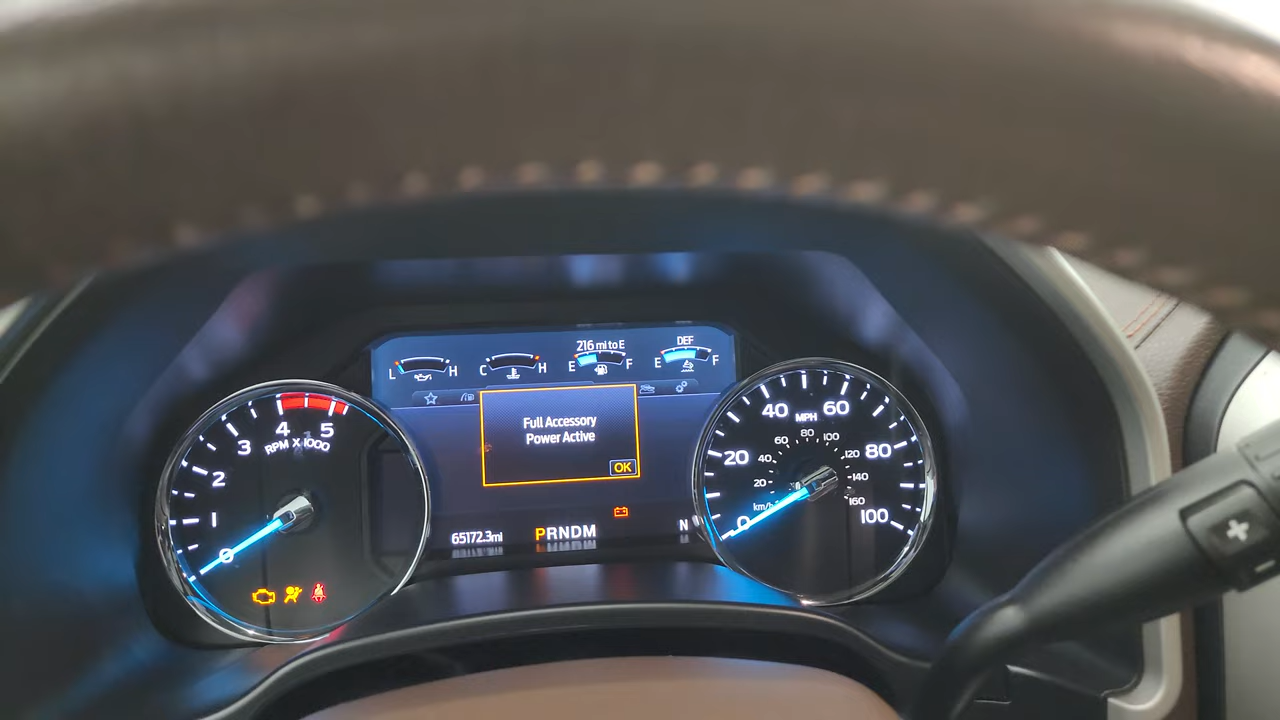 216 mi to E
DEF
L H
C H
E F
E F
Full Accessory
Power Active
OK
0 1 2 3 4 5
RPM X 1000
65172.3mi
PRNDM
N
0 20 40 60 80 100
MPH
20 40 60 80 100 120 140 160
km/h
+
-